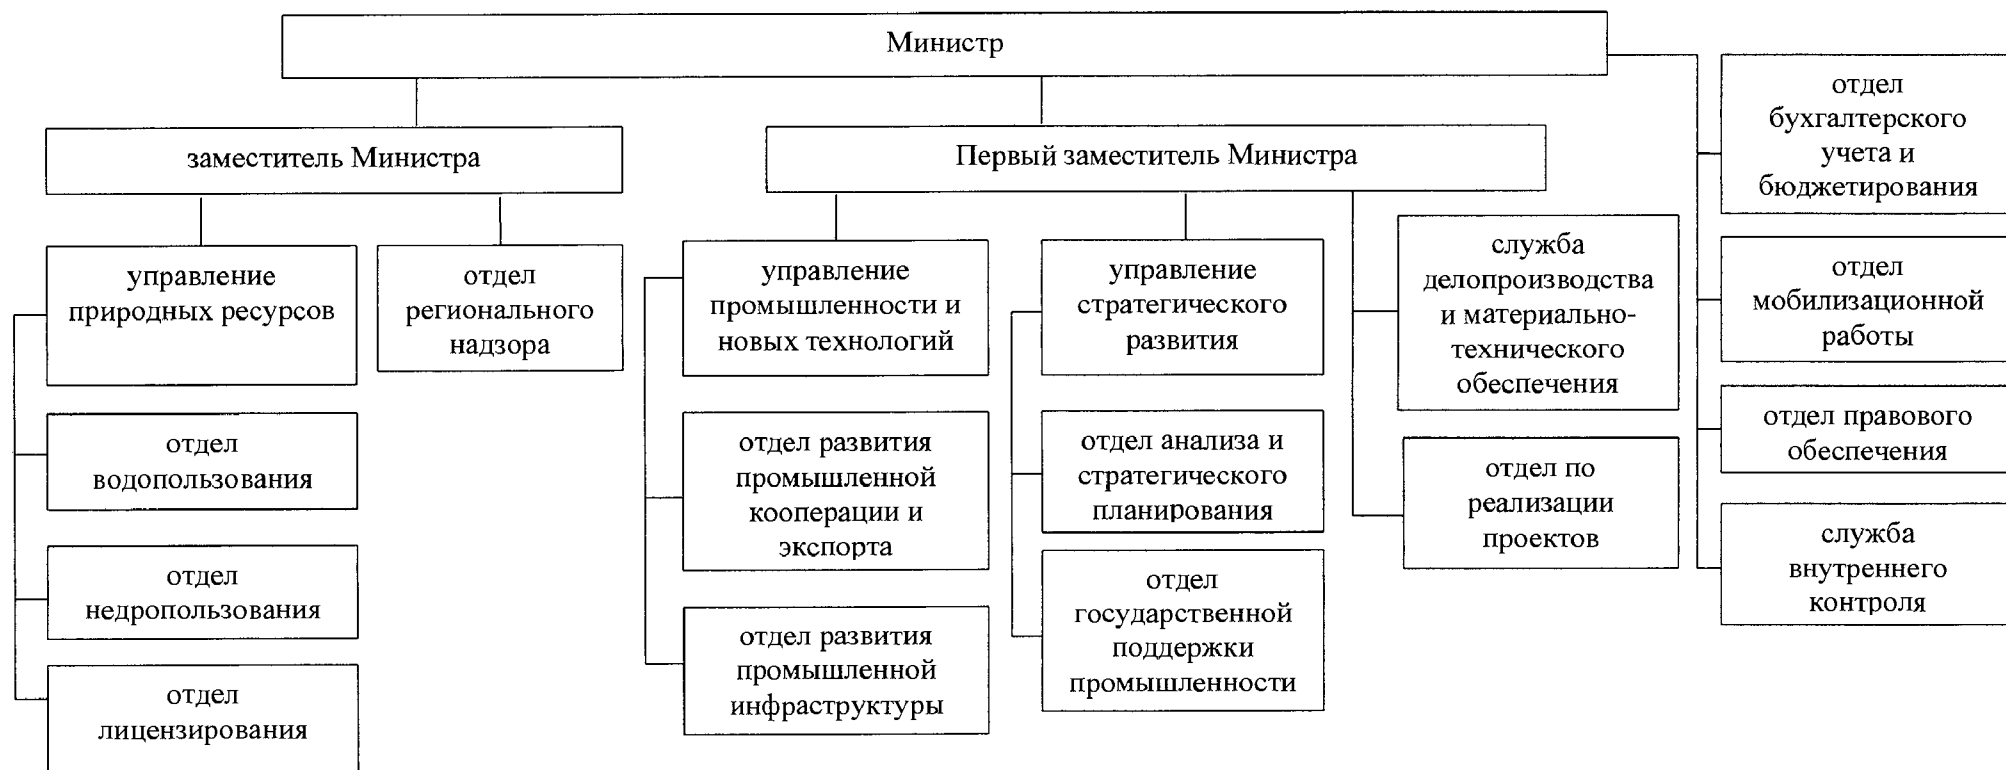 Министр
заместитель Министра
Первый заместитель Министра
отдел
бухгалтерского
учета и
бюджетирования
управление
природных ресурсов
отдел
регионального
надзора
управление
промышленности и
новых технологий
управление
стратегического
развития
служба
делопроизводства
и материально-
технического
обеспечения
отдел
мобилизационной
работы
отдел
водопользования
отдел развития
промышленной
кооперации и
экспорта
отдел анализа и
стратегического
планирования
отдел по
реализации
проектов
отдел правового
обеспечения
отдел
недропользования
отдел развития
промышленной
инфраструктуры
отдел
государственной
поддержки
промышленности
служба
внутреннего
контроля
отдел
лицензирования